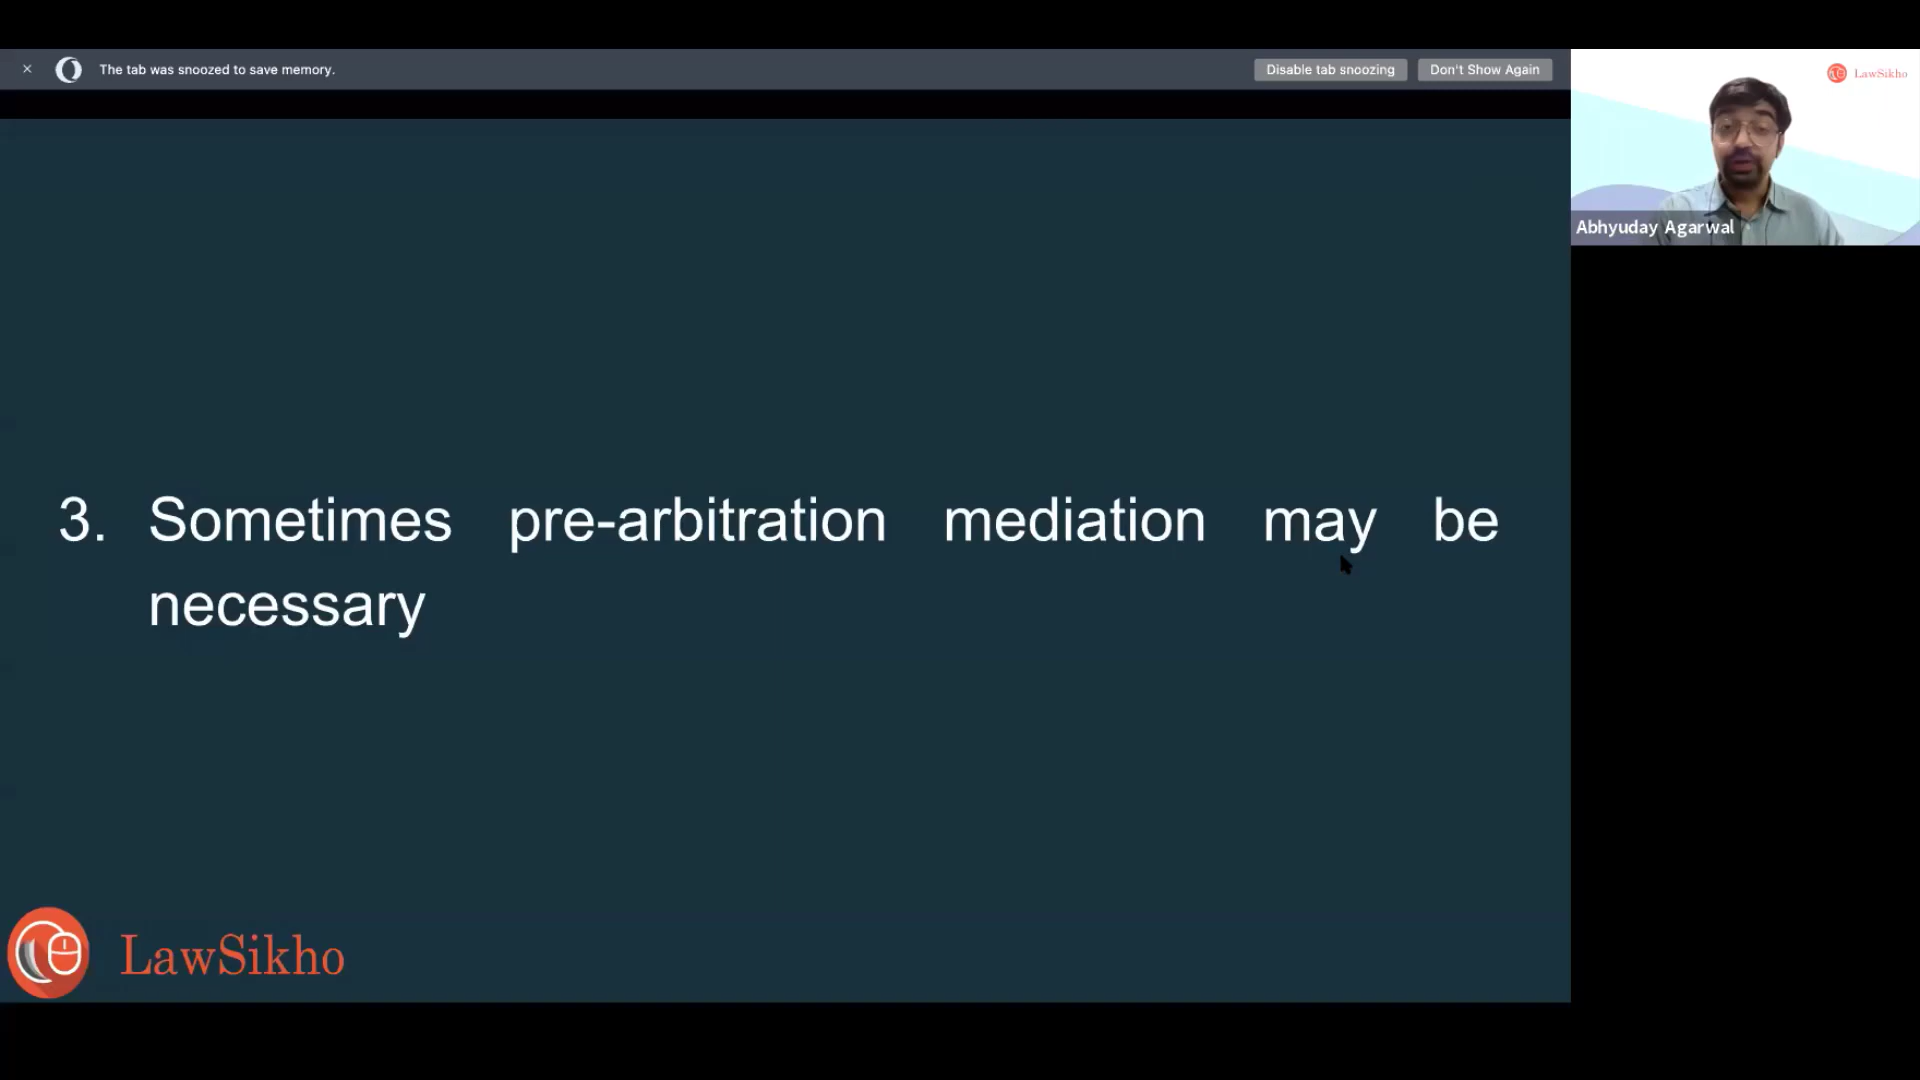 The tab was snoozed to save memory.
Disable tab snoozing
Don't Show Again
LawSikho
Abhyuday Agarwal
3. Sometimes pre-arbitration mediation may be
necessary
LawSikho